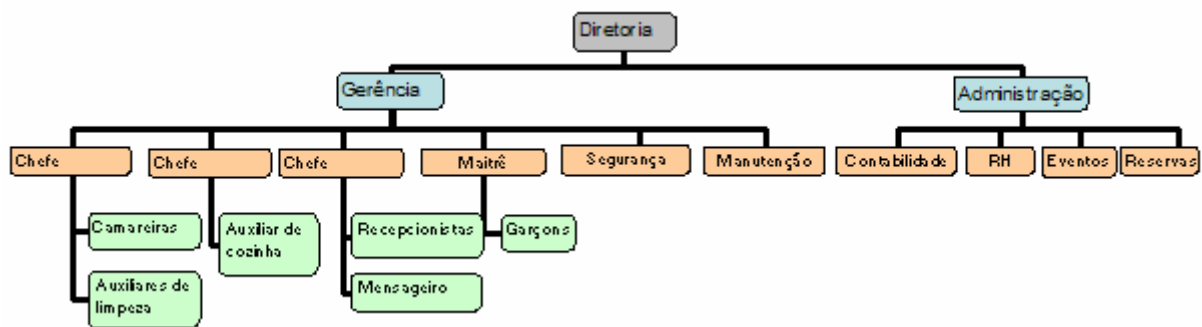 Diretoria
Gerência
Administração
Chefe
Chefe
Chefe
Maitrê
Segurança
Manutenção
Contabilidade
RH
Eventos
Reservas
Camareiras
Auxiliar de
cozinha
Recepcionistas
Garçons
Auxiliares de
limpeza
Mensageiro